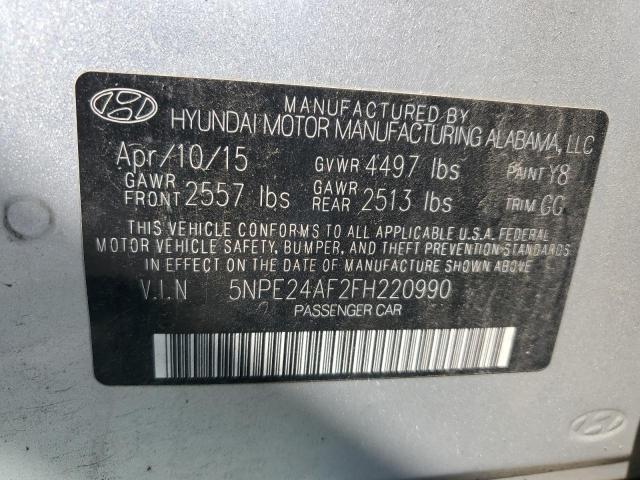 MANUFACTURED BY
HYUNDAI MOTOR MANUFACTURING ALABAMA, LLC
Apr/10/15 GVWR 4497 lbs PAINT Y8
GAWR FRONT 2557 lbs GAWR REAR 2513 lbs TRIM GG
THIS VEHICLE CONFORMS TO ALL APPLICABLE U.S.A. FEDERAL
MOTOR VEHICLE SAFETY, BUMPER, AND THEFT PREVENTION STANDARDS
IN EFFECT ON THE DATE OF MANUFACTURE SHOWN ABOVE.
V.I.N 5NPE24AF2FH220990
PASSENGER CAR